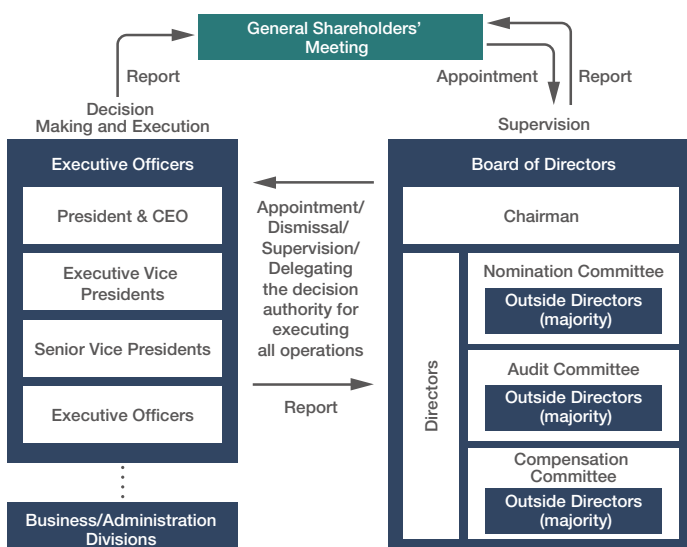 General Shareholders’
Meeting
Report
Appointment
Report
Decision
Making and Execution
Supervision
Executive Officers
President & CEO
Executive Vice
Presidents
Senior Vice Presidents
Executive Officers
Business/Administration
Divisions
Appointment/
Dismissal/
Supervision/
Delegating
the decision
authority for
executing
all operations
Report
Board of Directors
Chairman
Directors
Nomination Committee
Outside Directors
(majority)
Audit Committee
Outside Directors
(majority)
Compensation
Committee
Outside Directors
(majority)